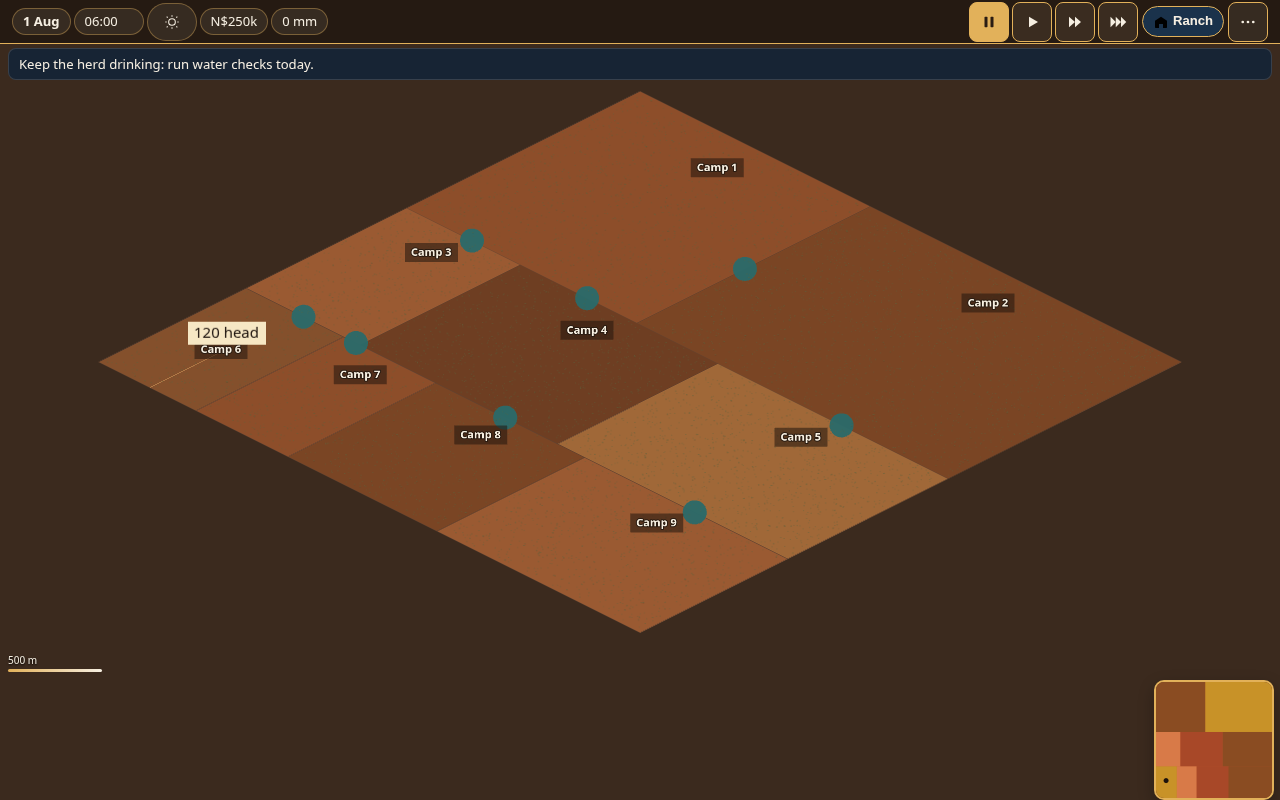 1 Aug
06:00
N$250k
0 mm
Ranch
Keep the herd drinking: run water checks today.
Camp 1
Camp 3
Camp 2
Camp 4
120 head
Camp 6
Camp 7
Camp 8
Camp 5
Camp 9
500 m